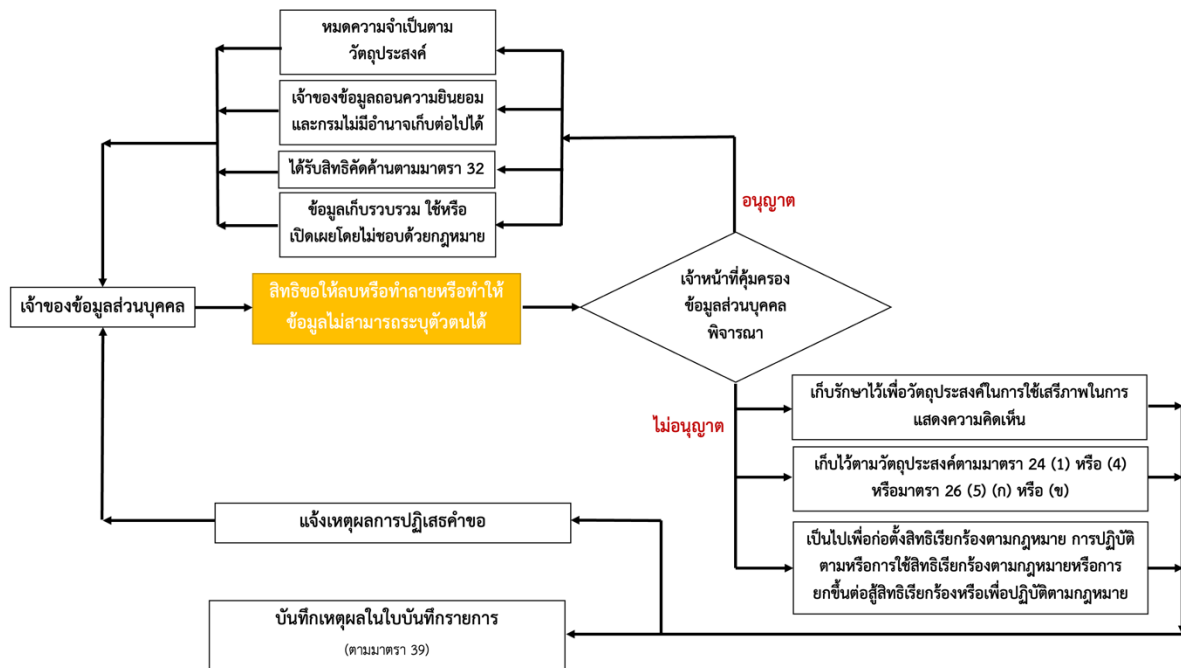 หมดความจำเป็นตาม
วัตถุประสงค์
เจ้าของข้อมูลถอนความยินยอม
และกรมไม่มีอำนาจเก็บต่อไปได้
ได้รับสิทธิคัดค้านตามมาตรา 32
ข้อมูลเก็บรวบรวม ใช้หรือ
เปิดเผยโดยไม่ชอบด้วยกฎหมาย
อนุญาต
เจ้าของข้อมูลส่วนบุคคล
สิทธิขอให้ลบหรือทำลายหรือทำให้
ข้อมูลไม่สามารถระบุตัวตนได้
เจ้าหน้าที่คุ้มครอง
ข้อมูลส่วนบุคคล
พิจารณา
ไม่อนุญาต
เก็บรักษาไว้เพื่อวัตถุประสงค์ในการใช้เสรีภาพในการ
แสดงความคิดเห็น
เก็บไว้ตามวัตถุประสงค์ตามมาตรา 24 (1) หรือ (4)
หรือมาตรา 26 (5) (ก) หรือ (ข)
เป็นไปเพื่อก่อตั้งสิทธิเรียกร้องตามกฎหมาย การปฏิบัติ
ตามหรือการใช้สิทธิเรียกร้องตามกฎหมายหรือการ
ยกขึ้นต่อสู้สิทธิเรียกร้องหรือเพื่อปฏิบัติตามกฎหมาย
แจ้งเหตุผลการปฏิเสธคำขอ
บันทึกเหตุผลในใบบันทึกรายการ
(ตามมาตรา 39)